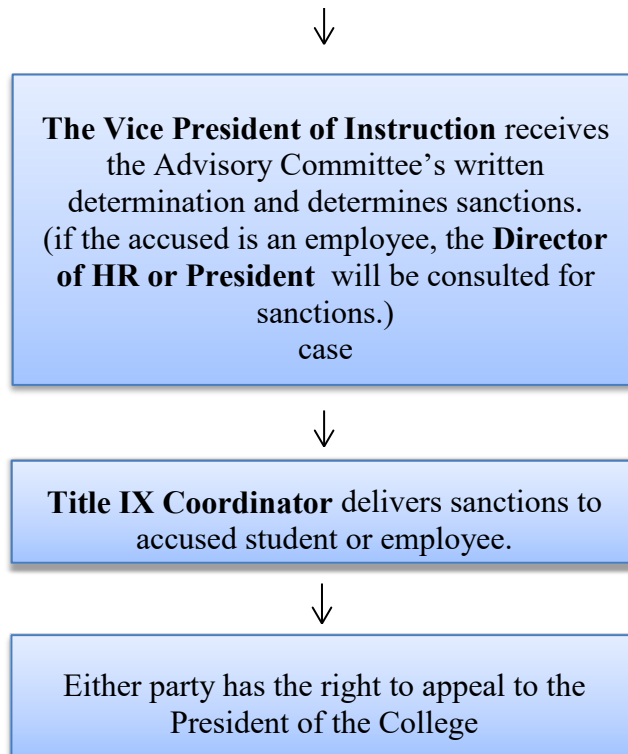 The Vice President of Instruction receives
the Advisory Committee’s written
determination and determines sanctions.
(if the accused is an employee, the Director
of HR or President will be consulted for
sanctions.)
case
Title IX Coordinator delivers sanctions to
accused student or employee.
Either party has the right to appeal to the
President of the College